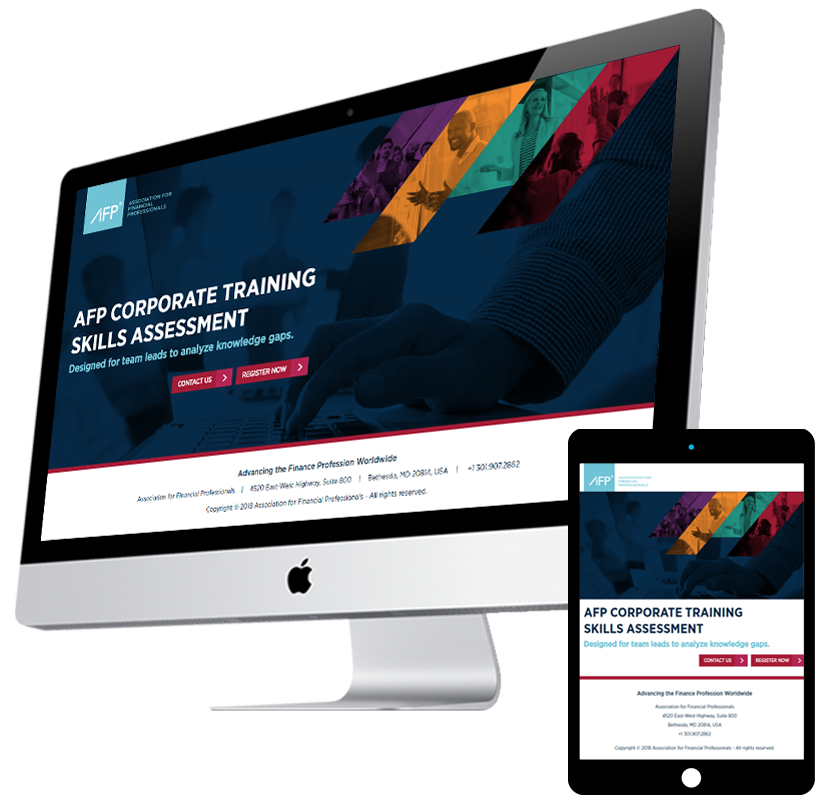 AFP®
ASSOCIATION FOR
FINANCIAL
PROFESSIONALS
AFP CORPORATE TRAINING
SKILLS ASSESSMENT
Designed for team leads to analyze knowledge gaps.
CONTACT US
REGISTER NOW
Advancing the Finance Profession Worldwide
Association for Financial Professionals | 4520 East-West Highway, Suite 800 | Bethesda, MD 20814, USA | +1 301.907.2862
Copyright © 2018 Association for Financial Professionals - All rights reserved.
AFP®
ASSOCIATION FOR
FINANCIAL
PROFESSIONALS
AFP CORPORATE TRAINING
SKILLS ASSESSMENT
Designed for team leads to analyze knowledge gaps.
CONTACT US
REGISTER NOW
Advancing the Finance Profession Worldwide
Association for Financial Professionals
4520 East-West Highway, Suite 800
Bethesda, MD 20814, USA
+1 301.907.2862
Copyright © 2018 Association for Financial Professionals - All rights reserved.